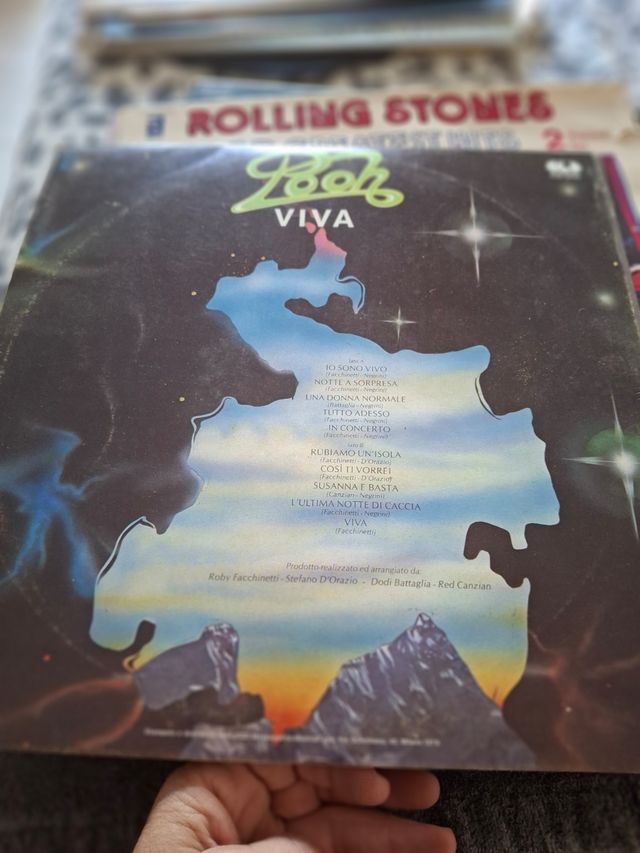 ROLLING STONES
2
Pooh
VIVA
CGD
lato A
IO SONO VIVO
(Facchinetti - Negrini)
NOTTE A SORPRESA
(Facchinetti - Negrini)
UNA DONNA NORMALE
(Battaglia - Negrini)
TUTTO ADESSO
(Facchinetti - Negrini)
IN CONCERTO
(Facchinetti - Negrini)
lato B
RUBIAMO UN'ISOLA
(Facchinetti - D'Orazio)
COSÌ TI VORREI
(Facchinetti - D'Orazio)
SUSANNA E BASTA
(Canzian - Negrini)
L'ULTIMA NOTTE DI CACCIA
(Facchinetti - Negrini)
VIVA
(Facchinetti)
Prodotto realizzato ed arrangiato da:
Roby Facchinetti - Stefano D'Orazio - Dodi Battaglia - Red Canzian